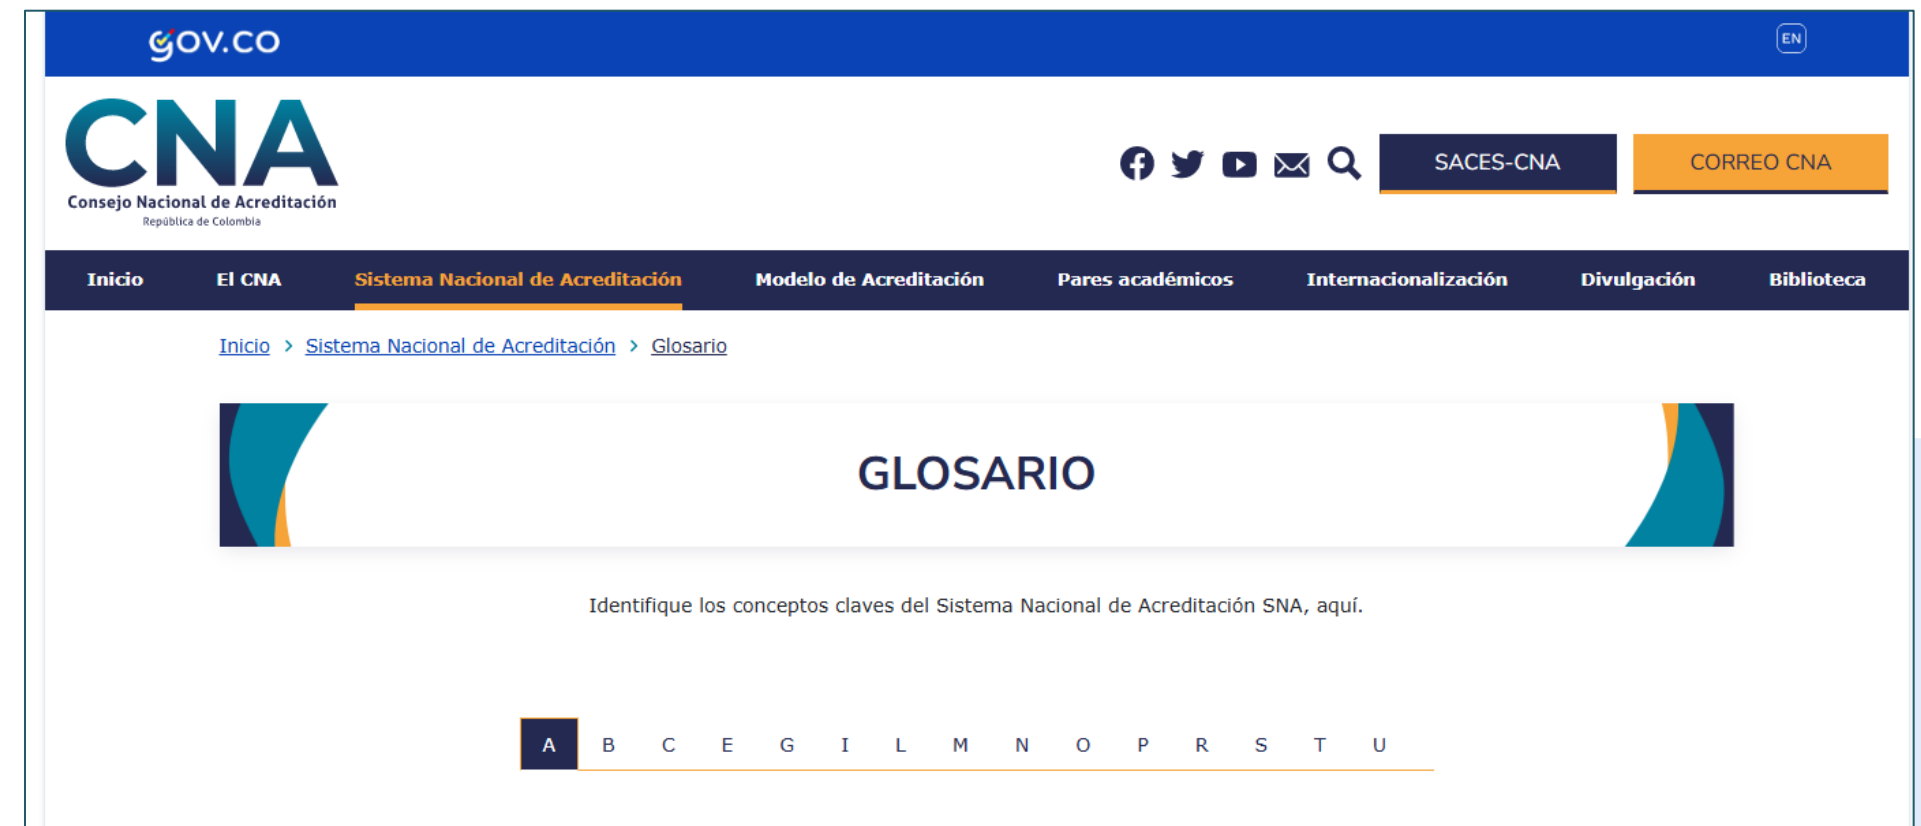 gov.co
EN
CNA
Consejo Nacional de Acreditación
República de Colombia
SACES-CNA
CORREO CNA
Inicio El CNA Sistema Nacional de Acreditación Modelo de Acreditación Pares académicos Internacionalización Divulgación Biblioteca
Inicio > Sistema Nacional de Acreditación > Glosario
GLOSARIO
Identifique los conceptos claves del Sistema Nacional de Acreditación SNA, aquí.
A B C E G I L M N O P R S T U